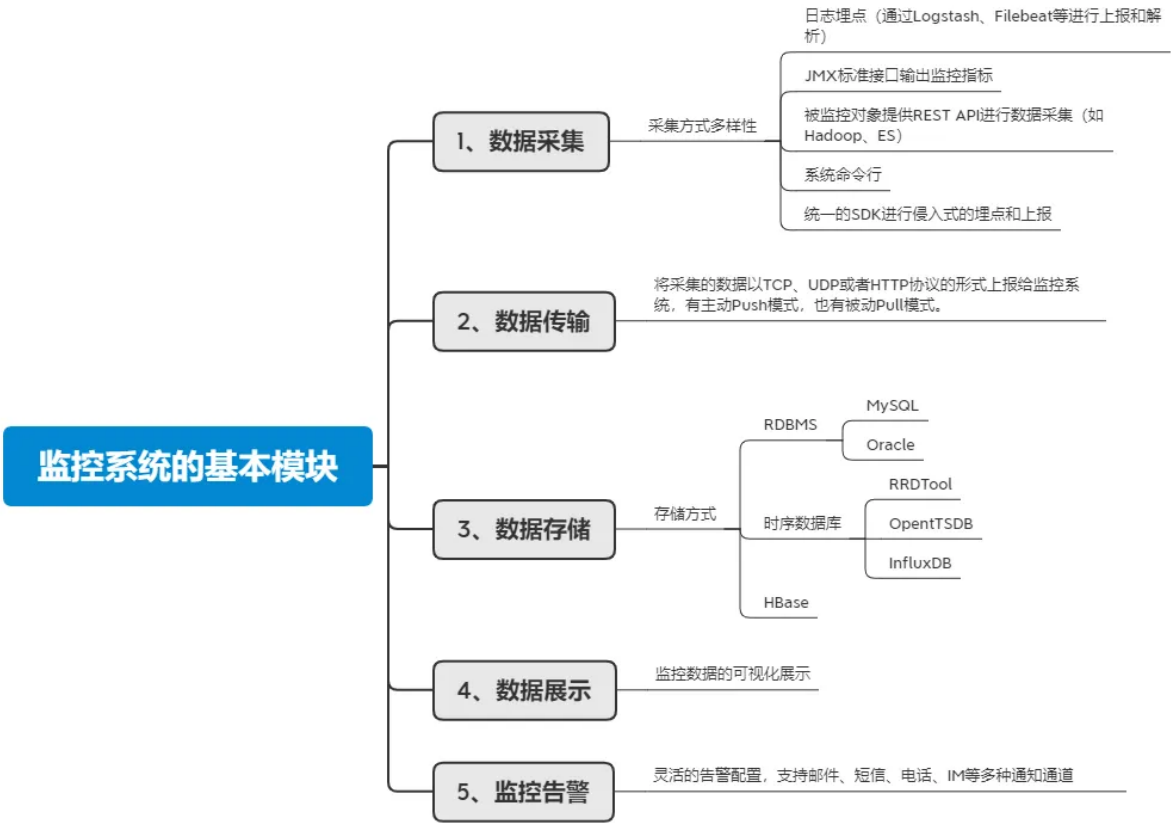 监控系统的基本模块
1、数据采集
采集方式多样性
日志埋点（通过Logstash、Filebeat等进行上报和解
析）
JMX标准接口输出监控指标
被监控对象提供REST API进行数据采集（如
Hadoop、ES）
系统命令行
统一的SDK进行侵入式的埋点和上报
2、数据传输
将采集的数据以TCP、UDP或者HTTP协议的形式上报给监控系
统，有主动Push模式，也有被动Pull模式。
3、数据存储
存储方式
RDBMS
MySQL
Oracle
时序数据库
RRDTool
OpentTSDB
InfluxDB
HBase
4、数据展示
监控数据的可视化展示
5、监控告警
灵活的告警配置，支持邮件、短信、电话、IM等多种通知通道